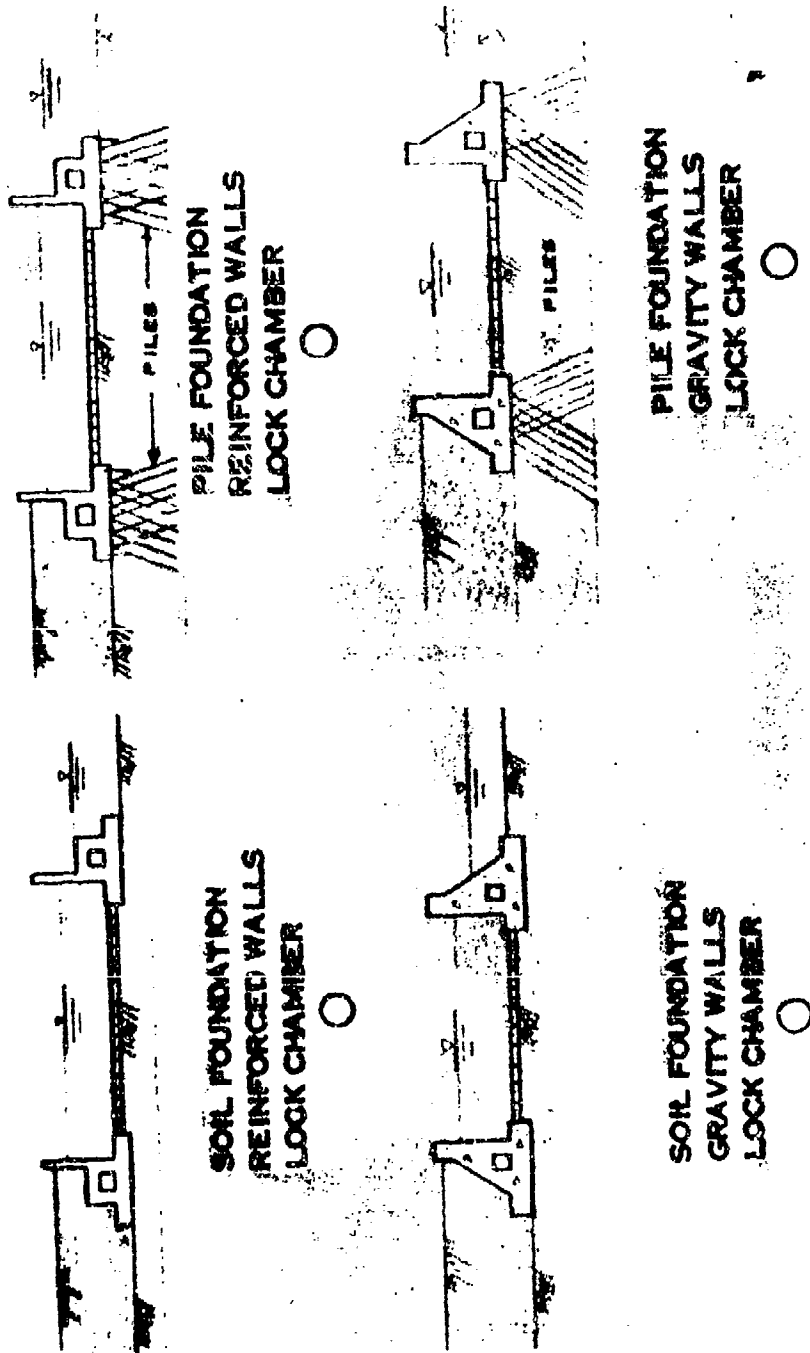 SOIL FOUNDATION
REINFORCED WALLS
LOCK CHAMBER
PILES
PILE FOUNDATION
REINFORCED WALLS
LOCK CHAMBER
SOIL FOUNDATION
GRAVITY WALLS
LOCK CHAMBER
PILES
PILE FOUNDATION
GRAVITY WALLS
LOCK CHAMBER